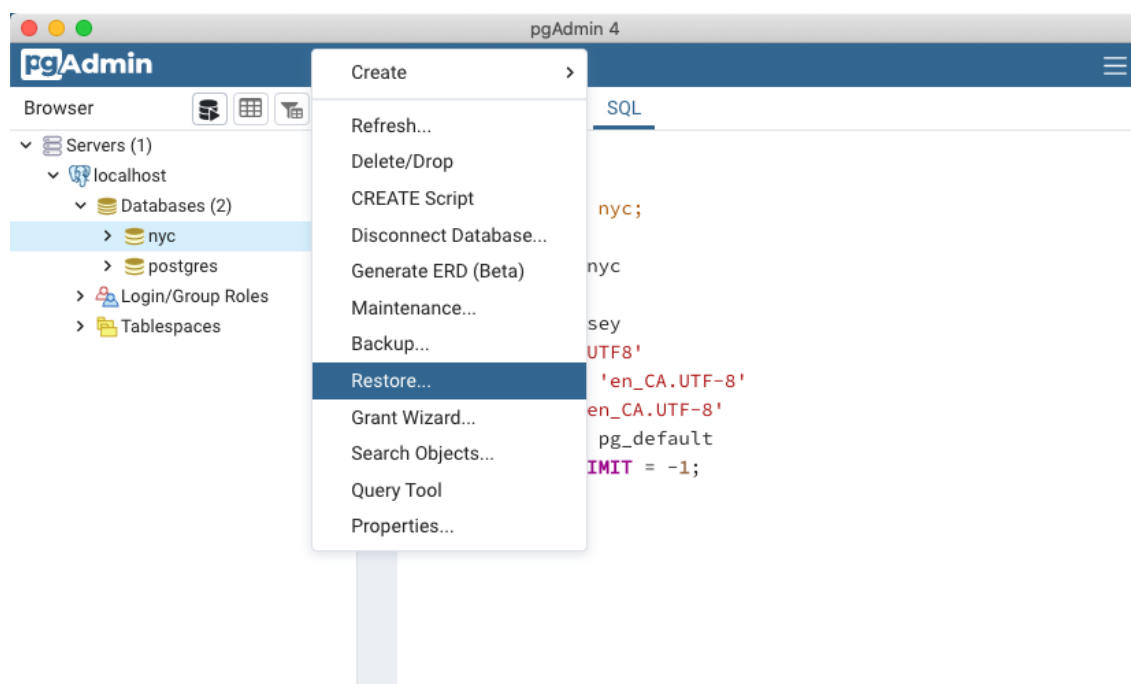 pgAdmin 4
pgAdmin
Browser
SQL
Servers (1)
localhost
Databases (2)
nyc
postgres
Login/Group Roles
Tablespaces
Create
Refresh...
Delete/Drop
CREATE Script
Disconnect Database...
Generate ERD (Beta)
Maintenance...
Backup...
Restore...
Grant Wizard...
Search Objects...
Query Tool
Properties...
nyc;
nyc
sey
UTF8'
'en_CA.UTF-8'
en_CA.UTF-8'
pg_default
IMIT = -1;